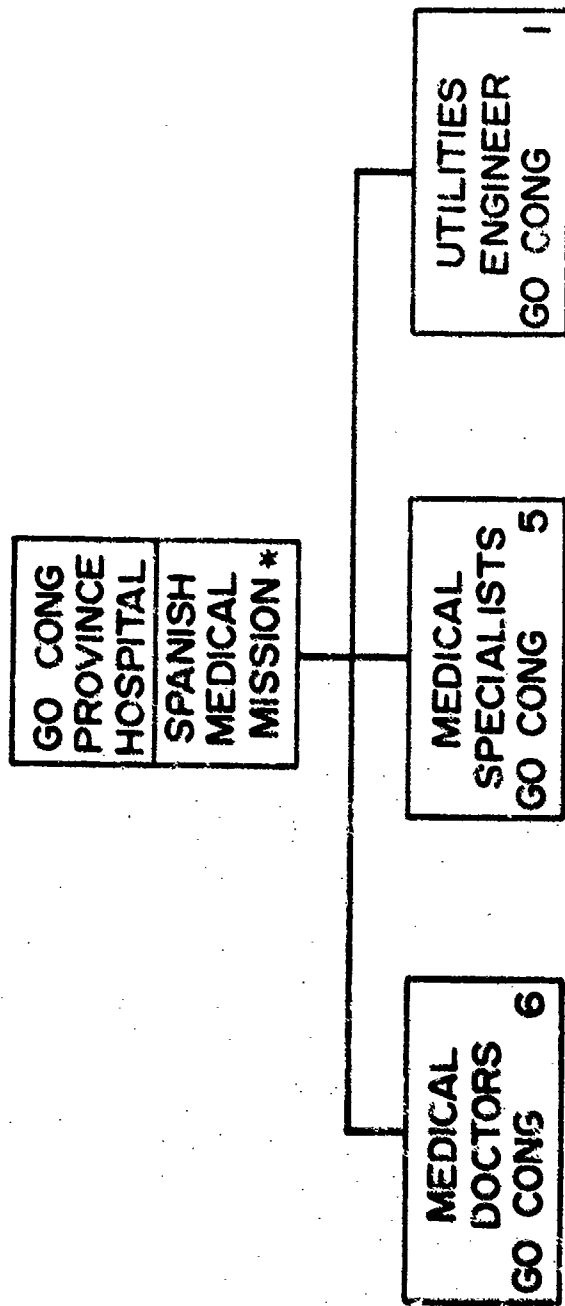 GO CONG
PROVINCE
HOSPITAL
SPANISH
MEDICAL
MISSION *
MEDICAL
DOCTORS
GO CONG 6
MEDICAL
SPECIALISTS
GO CONG 5
UTILITIES
ENGINEER
GO CONG 1